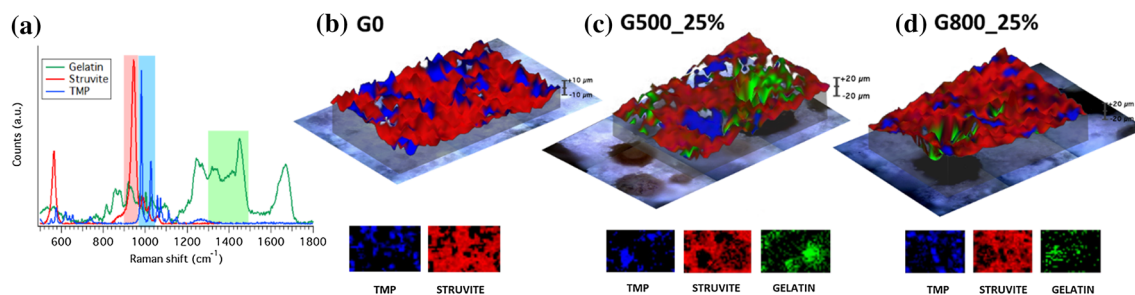 (a)
Gelatin
Struvite
TMP
Counts (a.u.)
600 800 1000 1200 1400 1600 1800
Raman shift (cm⁻¹)
(b) G0
+10 µm
-10 µm
TMP STRUVITE
(c) G500_25%
+20 µm
-20 µm
TMP STRUVITE GELATIN
(d) G800_25%
+20 µm
-20 µm
TMP STRUVITE GELATIN